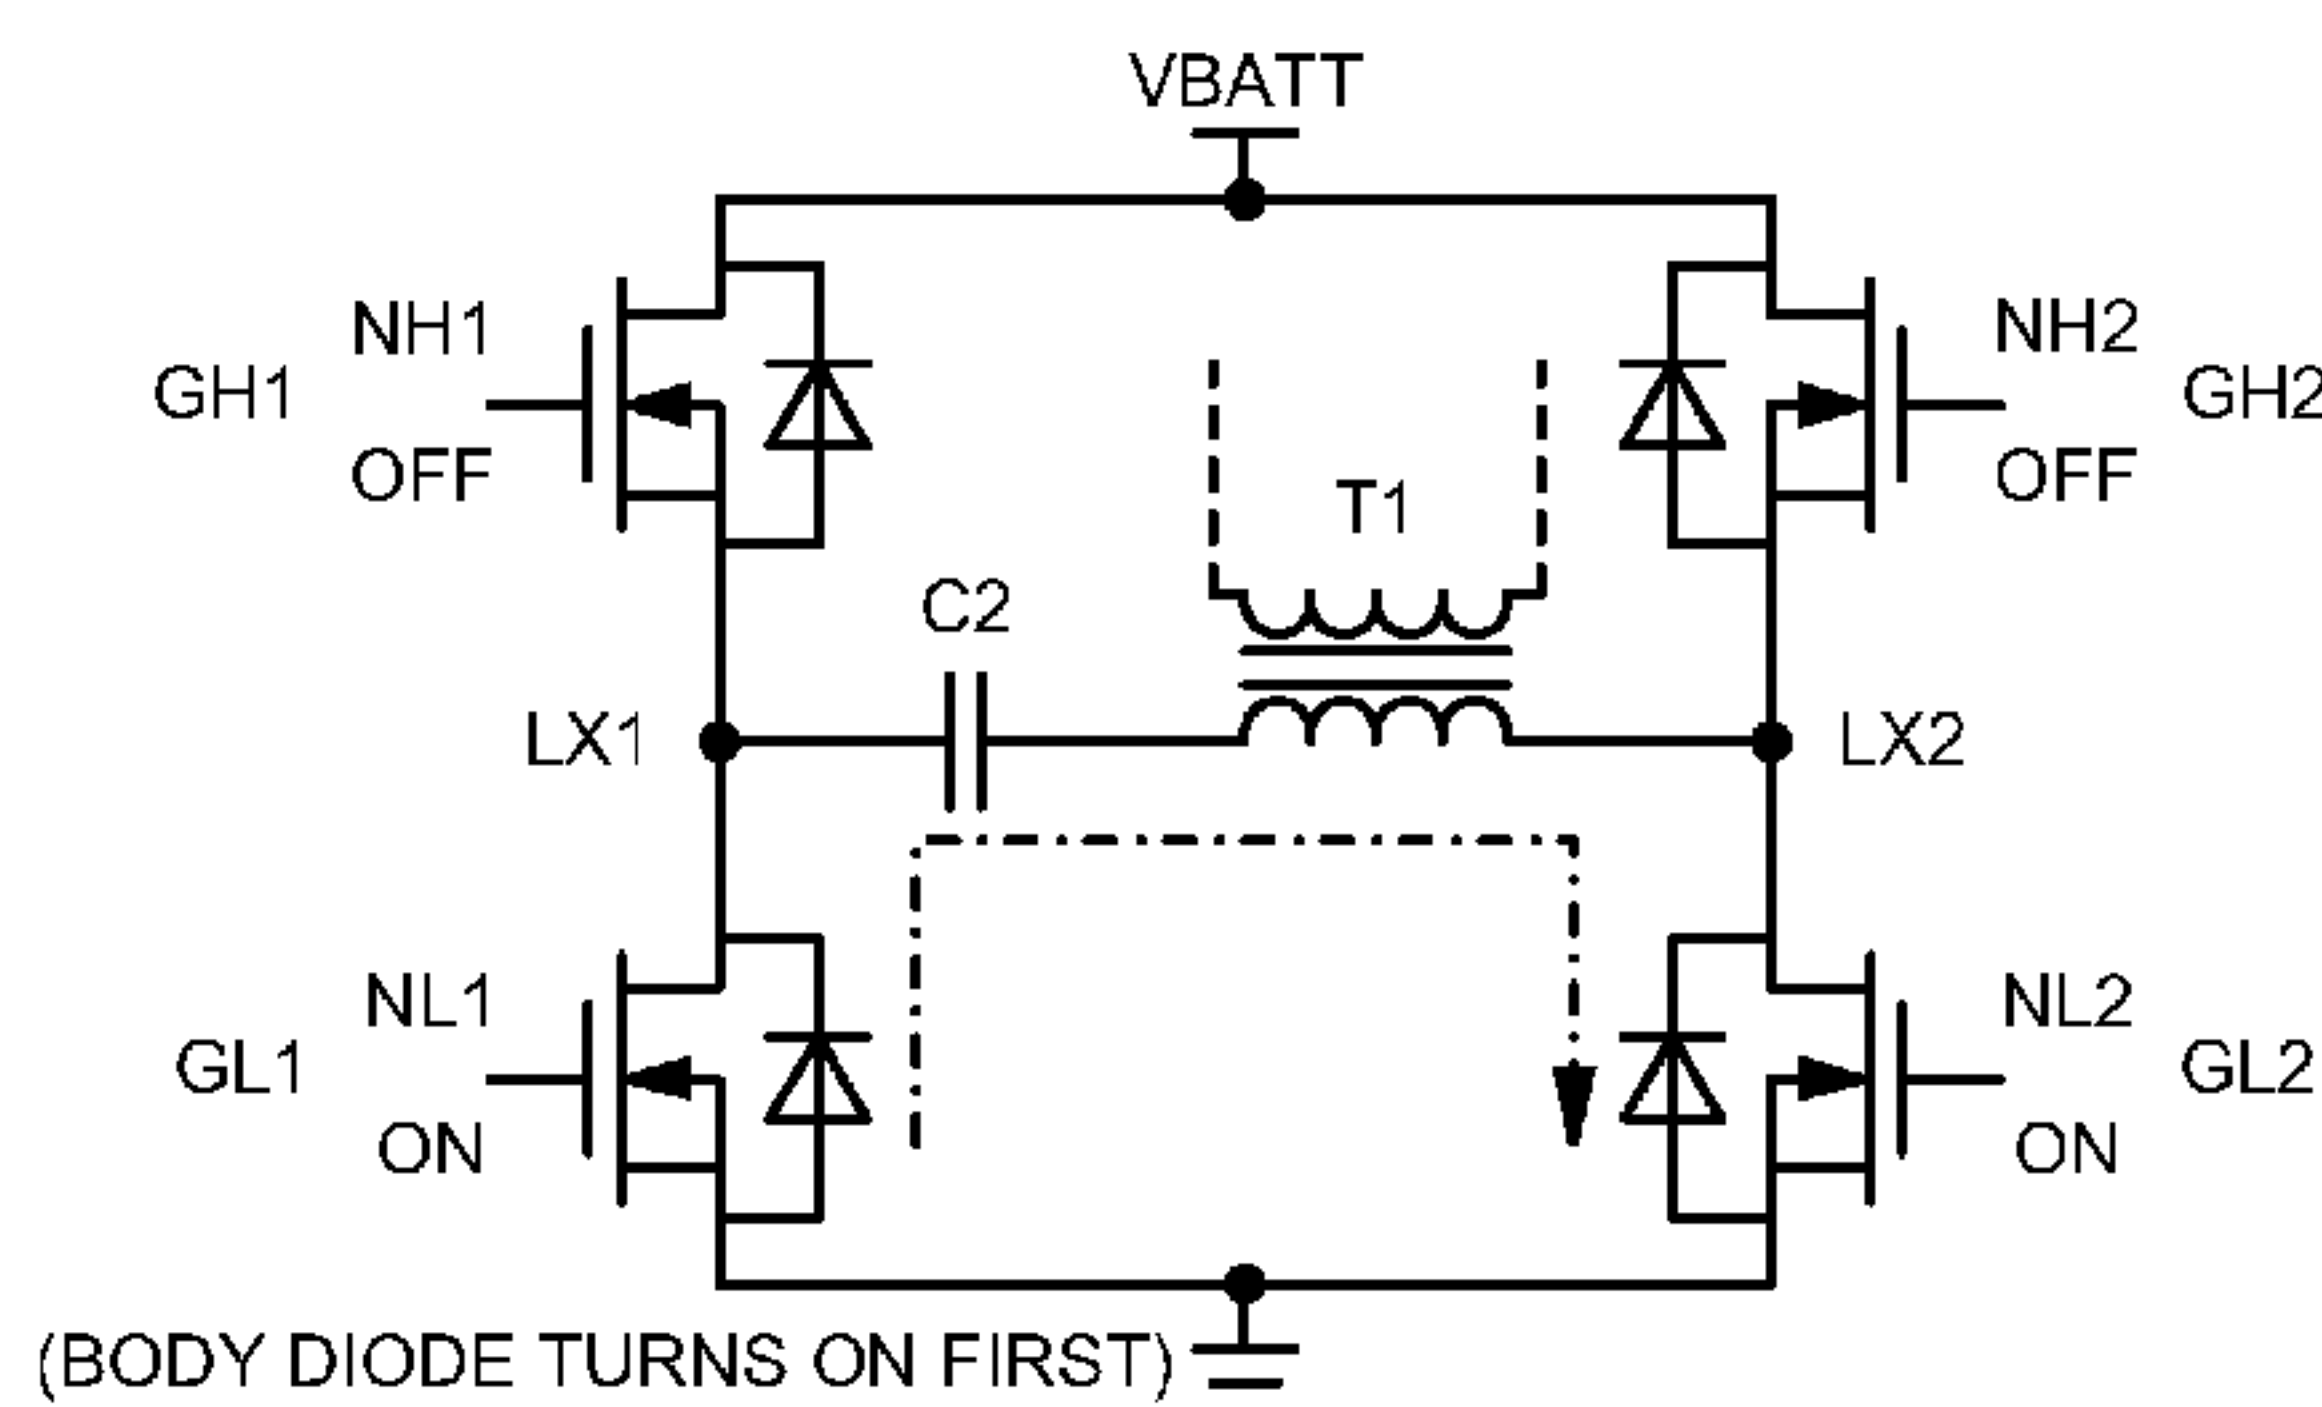 VBATT
NH1
NH2
GH1
GH2
OFF
OFF
T1
C2
LX1
LX2
NL1
NL2
GL1
GL2
ON
ON
(BODY DIODE TURNS ON FIRST)